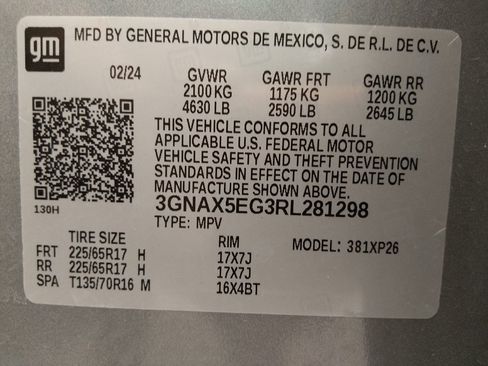 gm MFD BY GENERAL MOTORS DE MEXICO, S. DE R.L. DE C.V.
02/24 GVWR GAWR FRT GAWR RR
2100 KG 1175 KG 1200 KG
4630 LB 2590 LB 2645 LB
THIS VEHICLE CONFORMS TO ALL
APPLICABLE U.S. FEDERAL MOTOR
VEHICLE SAFETY AND THEFT PREVENTION
STANDARDS IN EFFECT ON THE DATE OF
MANUFACTURE SHOWN ABOVE.
130H 3GNAX5EG3RL281298
TYPE: MPV
TIRE SIZE RIM MODEL: 381XP26
FRT 225/65R17 H 17X7J
RR 225/65R17 H 17X7J
SPA T135/70R16 M 16X4BT